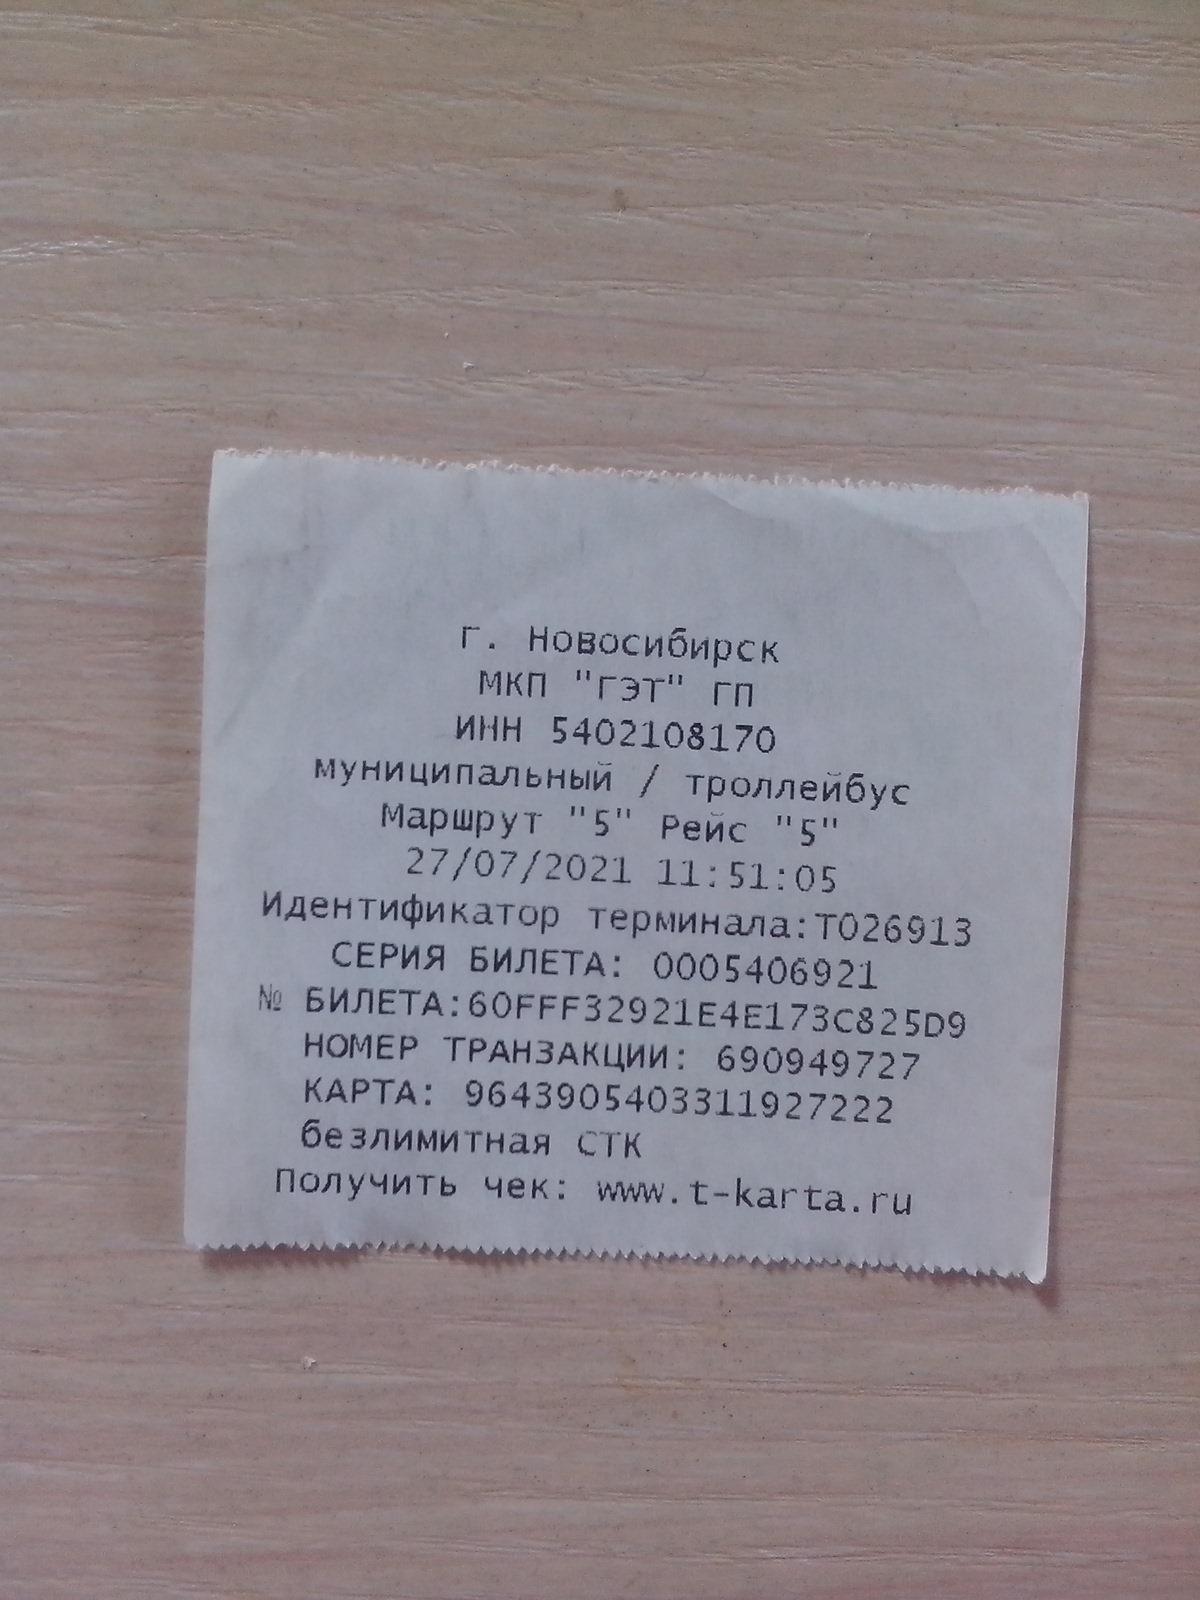 г. Новосибирск
МКП "ГЭТ" ГП
ИНН 5402108170
муниципальный / троллейбус
Маршрут "5" Рейс "5"
27/07/2021 11:51:05
Идентификатор терминала:T026913
СЕРИЯ БИЛЕТА: 0005406921
№ БИЛЕТА:60FFF32921E4E173C825D9
НОМЕР ТРАНЗАКЦИИ: 690949727
КАРТА: 9643905403311927222
безлимитная СТК
Получить чек: www.t-karta.ru